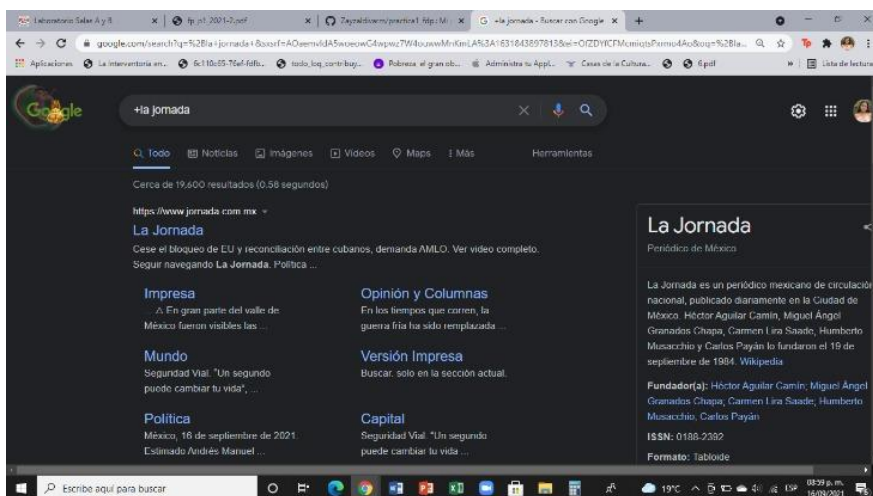 Laboratorio Salas A y B
fp_p1_2021-2.pdf
+la jornada - Buscar con Google
Aplicaciones
La interventoría en...
todo_log_contribuy...
Pobreza: el gran ob...
Administra tu Appl...
Casas de la Cultura...
6.pdf
Lista de lectura
Google
+la jornada
Todo
Noticias
Imágenes
Videos
Maps
Más
Herramientas
Cerca de 19,600 resultados (0.58 segundos)
https://www.jornada.com.mx
La Jornada
Cese el bloqueo de EU y reconciliación entre cubanos, demanda AMLO. Ver video completo.
Seguir navegando La Jornada. Política ...
Impresa
... En gran parte del valle de
México fueron visibles las ...
Opinión y Columnas
En los tiempos que corren, la
guerra fría ha sido remplazada ...
Mundo
Seguridad Vial. "Un segundo
puede cambiar tu vida", ...
Versión Impresa
Buscar. solo en la sección actual.
Política
México, 16 de septiembre de 2021.
Estimado Andrés Manuel ...
Capital
Seguridad Vial. "Un segundo
puede cambiar tu vida ...
La Jornada
Periódico de México
La Jornada es un periódico mexicano de circulación
nacional, publicado diariamente en la Ciudad de
México. Héctor Aguilar Camín, Miguel Ángel
Granados Chapa, Carmen Lira Saade, Humberto
Musacchio y Carlos Payán lo fundaron el 19 de
septiembre de 1984. Wikipedia
Fundador(a): Héctor Aguilar Camín; Miguel Ángel
Granados Chapa; Carmen Lira Saade; Humberto
Musacchio, Carlos Payán
ISSN: 0188-2392
Formato: Tabloide
Escribe aquí para buscar
19°C
ESP
08:59 p. m.
16/09/2021